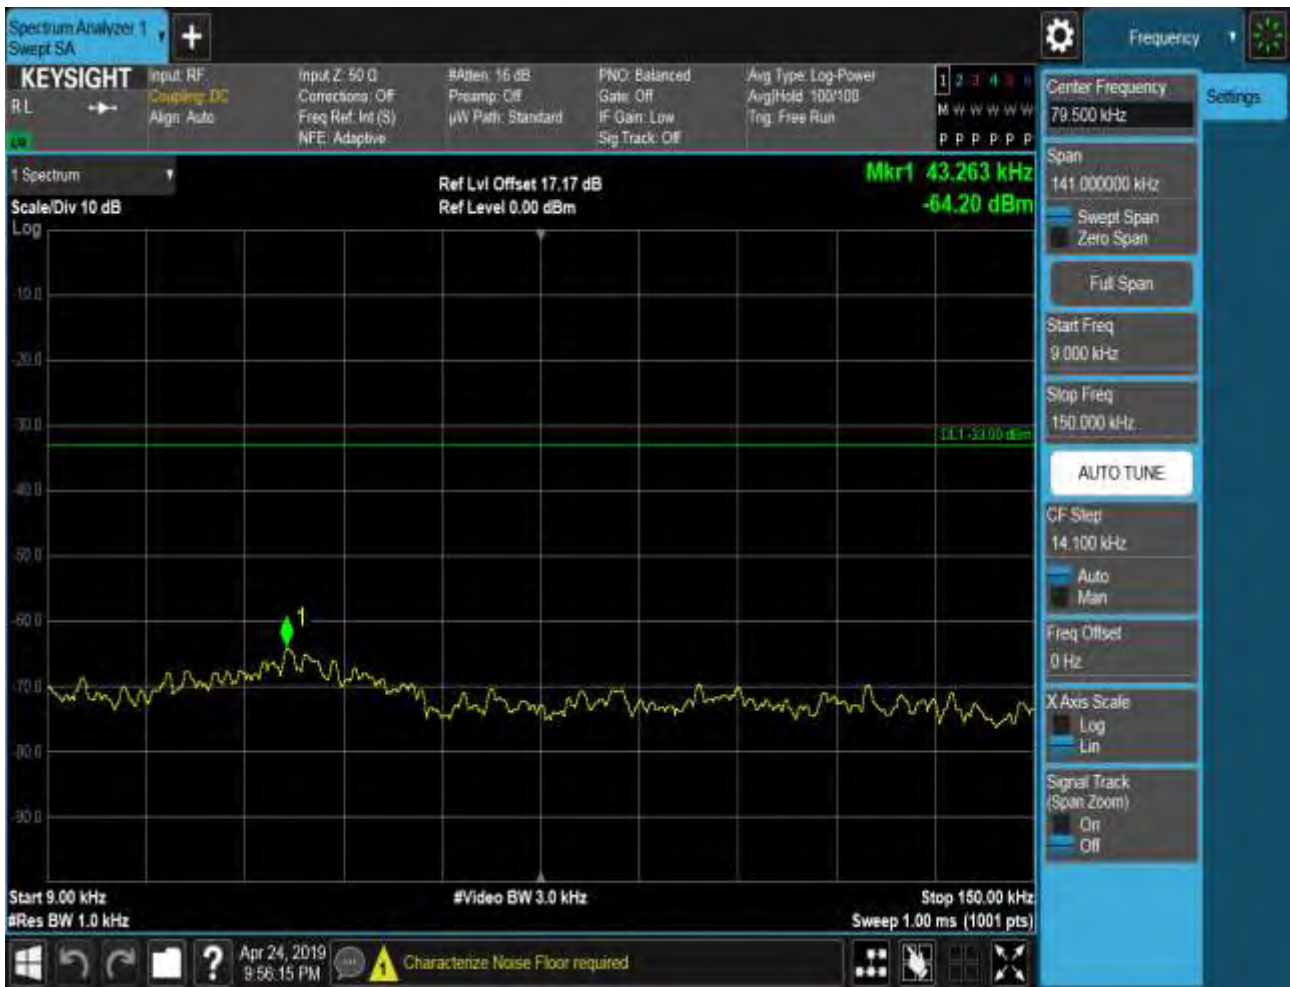 Spectrum Analyzer 1
Swept SA
+
Frequency
KEYSIGHT
R L
Input: RF
Coupling: DC
Align: Auto
Input Z: 50 Ω
Corrections: Off
Freq Ref: Int (S)
NFE: Adaptive
#Atten: 16 dB
Preamp: Off
µW Path: Standard
PNO: Balanced
Gate: Off
IF Gain: Low
Sig Track: Off
Avg Type: Log-Power
Avg|Hold: 100/100
Trig: Free Run
1 2 3 4 5 6
M W W W W W
P P P P P P
1 Spectrum
Scale/Div 10 dB
Log
Ref Lvl Offset 17.17 dB
Ref Level 0.00 dBm
Mkr1 43.263 kHz
-64.20 dBm
-10.0
-20.0
-30.0
DL1 -33.00 dBm
-40.0
-50.0
-60.0
1
-70.0
-80.0
-90.0
Start 9.00 kHz
#Res BW 1.0 kHz
#Video BW 3.0 kHz
Stop 150.00 kHz
Sweep 1.00 ms (1001 pts)
Center Frequency
79.500 kHz
Settings
Span
141.000000 kHz
Swept Span
Zero Span
Full Span
Start Freq
9.000 kHz
Stop Freq
150.000 kHz
AUTO TUNE
CF Step
14.100 kHz
Auto
Man
Freq Offset
0 Hz
X Axis Scale
Log
Lin
Signal Track
(Span Zoom)
On
Off
?
Apr 24, 2019
9:56:15 PM
1
Characterize Noise Floor required